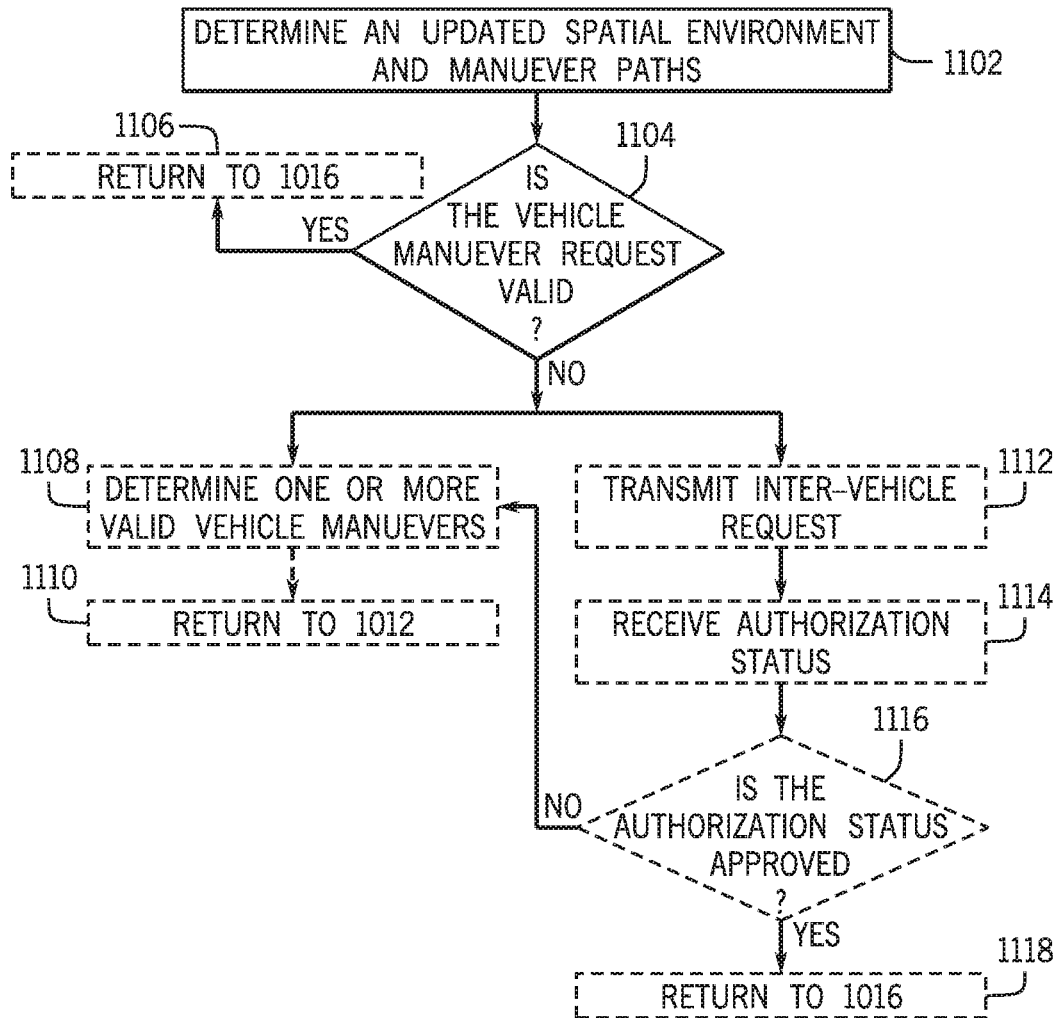 DETERMINE AN UPDATED SPATIAL ENVIRONMENT
AND MANUEVER PATHS
1102
1106
RETURN TO 1016
1104
IS
THE VEHICLE
MANUEVER REQUEST
VALID
?
YES
NO
1108
DETERMINE ONE OR MORE
VALID VEHICLE MANUEVERS
1110
RETURN TO 1012
1112
TRANSMIT INTER-VEHICLE
REQUEST
1114
RECEIVE AUTHORIZATION
STATUS
1116
IS THE
AUTHORIZATION STATUS
APPROVED
?
NO
YES
1118
RETURN TO 1016